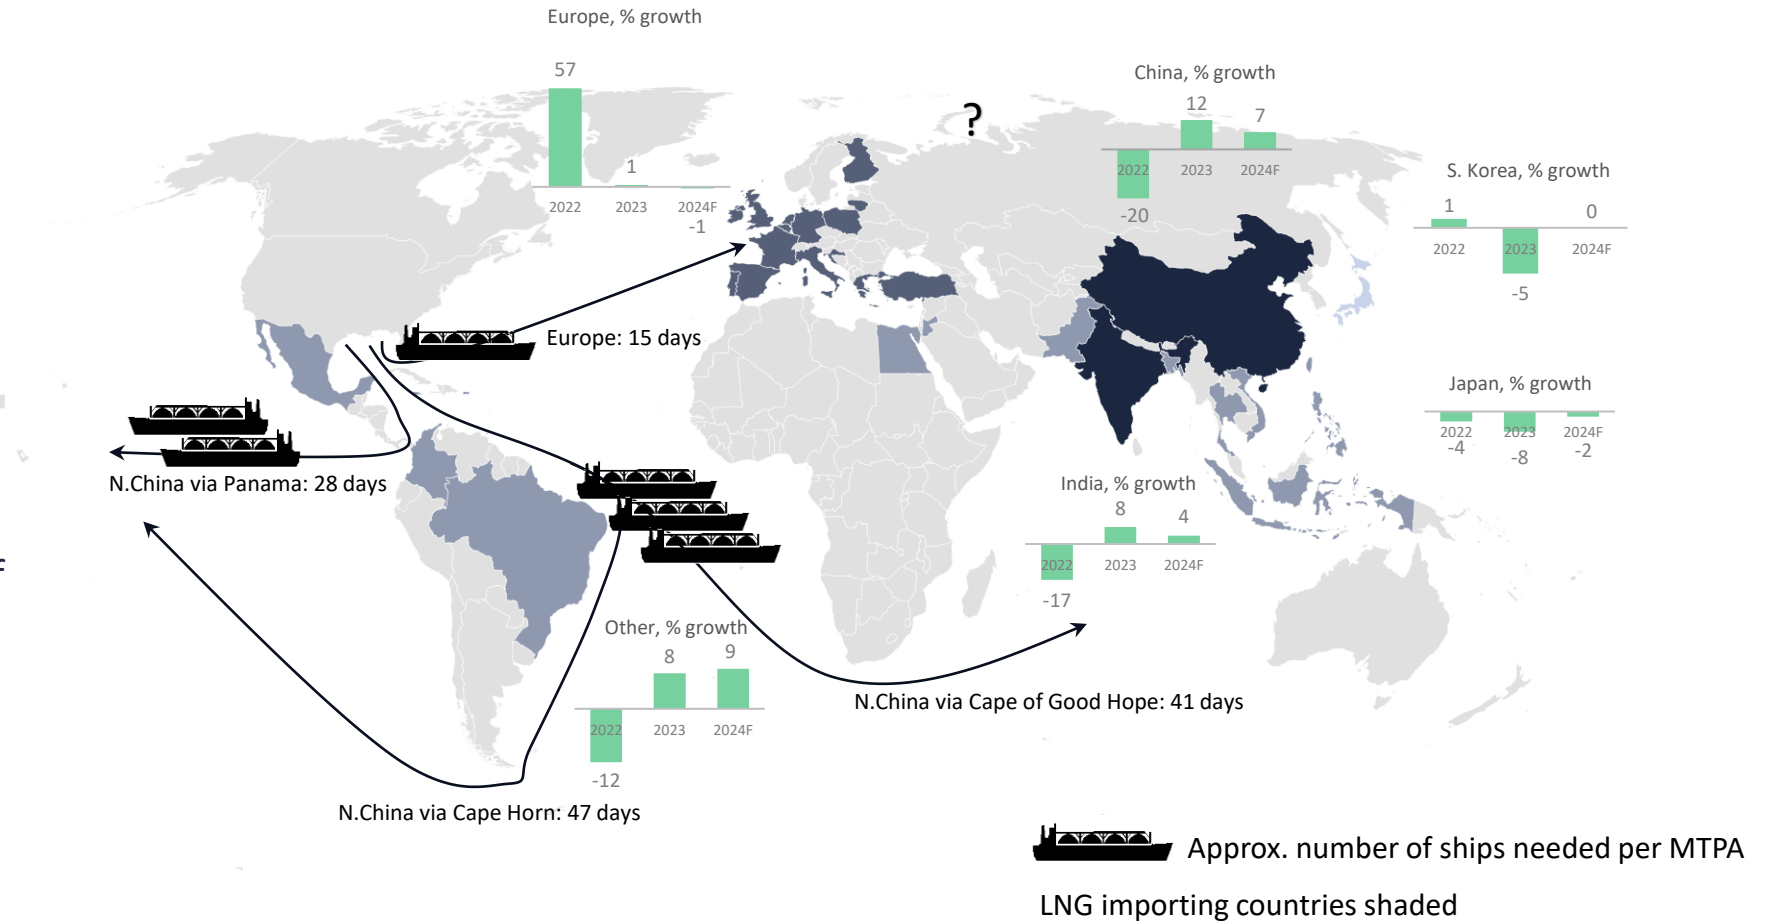 Europe, % growth
57
1
2022
2023
2024F
-1
?
China, % growth
12
7
2022
2023
2024F
-20
S. Korea, % growth
1
0
2022
2023
2024F
-5
Europe: 15 days
Japan, % growth
2022
2023
2024F
-4
-8
-2
N.China via Panama: 28 days
India, % growth
8
4
2022
2023
2024F
-17
Other, % growth
8
9
2022
2023
2024F
-12
N.China via Cape of Good Hope: 41 days
N.China via Cape Horn: 47 days
Approx. number of ships needed per MTPA
LNG importing countries shaded